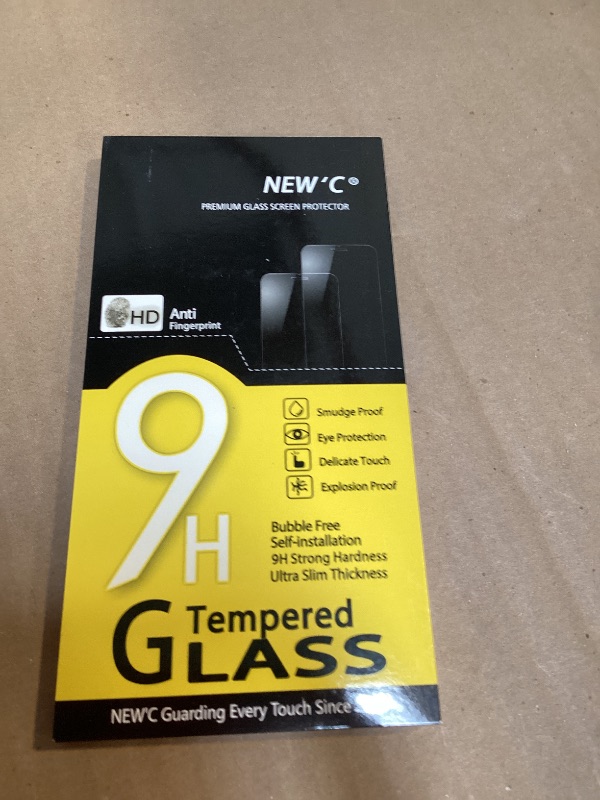 NEW'C®
PREMIUM GLASS SCREEN PROTECTOR
HD
Anti
Fingerprint
9H
Smudge Proof
Eye Protection
Delicate Touch
Explosion Proof
Bubble Free
Self-installation
9H Strong Hardness
Ultra Slim Thickness
Tempered
GLASS
NEW'C Guarding Every Touch Since